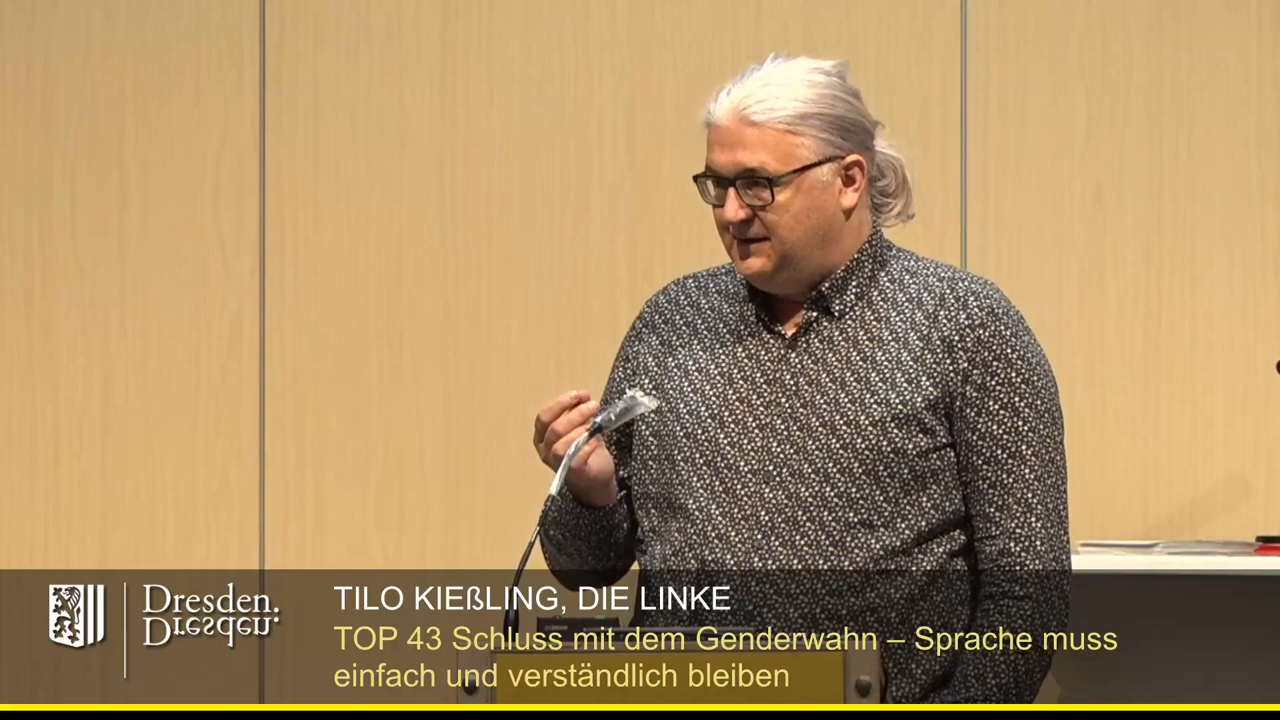 Dresden.
Dresden.
TILO KIEßLING, DIE LINKE
TOP 43 Schluss mit dem Genderwahn – Sprache muss
einfach und verständlich bleiben